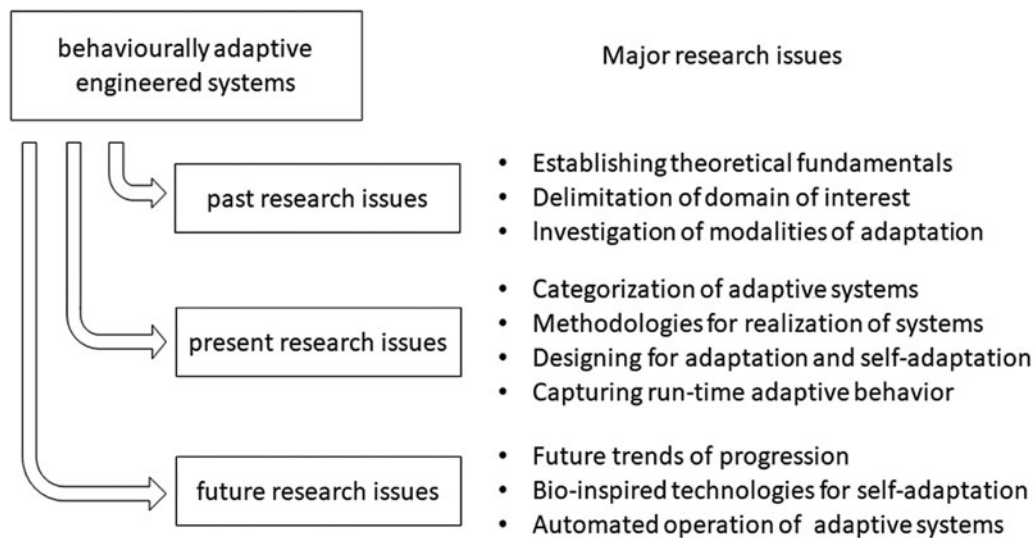 behaviourally adaptive
engineered systems
Major research issues
past research issues
• Establishing theoretical fundamentals
• Delimitation of domain of interest
• Investigation of modalities of adaptation
present research issues
• Categorization of adaptive systems
• Methodologies for realization of systems
• Designing for adaptation and self-adaptation
• Capturing run-time adaptive behavior
future research issues
• Future trends of progression
• Bio-inspired technologies for self-adaptation
• Automated operation of adaptive systems